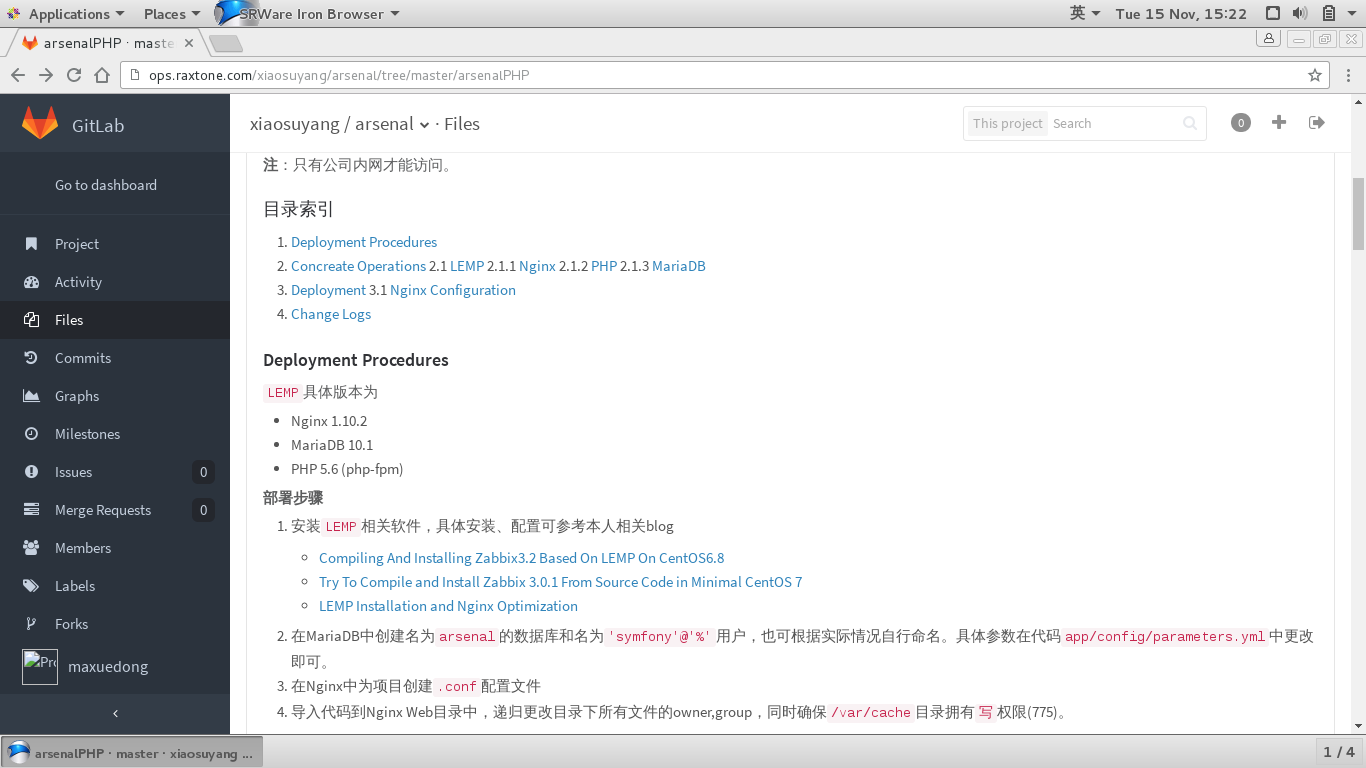 Applications Places SRWare Iron Browser 英 Tue 15 Nov, 15:22
arsenalPHP · maste
ops.raxtone.com/xiaosuyang/arsenal/tree/master/arsenalPHP
GitLab
xiaosuyang / arsenal · Files
This project Search 0
Go to dashboard
Project
Activity
Files
Commits
Graphs
Milestones
Issues 0
Merge Requests 0
Members
Labels
Forks
Pro
maxuedong
注：只有公司内网才能访问。
目录索引
1. Deployment Procedures
2. Concreate Operations 2.1 LEMP 2.1.1 Nginx 2.1.2 PHP 2.1.3 MariaDB
3. Deployment 3.1 Nginx Configuration
4. Change Logs
Deployment Procedures
LEMP具体版本为
• Nginx 1.10.2
• MariaDB 10.1
• PHP 5.6 (php-fpm)
部署步骤
1. 安装 LEMP 相关软件，具体安装、配置可参考本人相关blog
◦ Compiling And Installing Zabbix3.2 Based On LEMP On CentOS6.8
◦ Try To Compile and Install Zabbix 3.0.1 From Source Code in Minimal CentOS 7
◦ LEMP Installation and Nginx Optimization
2. 在MariaDB中创建名为 arsenal 的数据库和名为 'symfony'@'%' 用户，也可根据实际情况自行命名。具体参数在代码 app/config/parameters.yml 中更改
即可。
3. 在Nginx中为项目创建 .conf 配置文件
4. 导入代码到Nginx Web目录中，递归更改目录下所有文件的owner,group，同时确保 /var/cache 目录拥有 写 权限(775)。
arsenalPHP · master · xiaosuyang ...
1 / 4